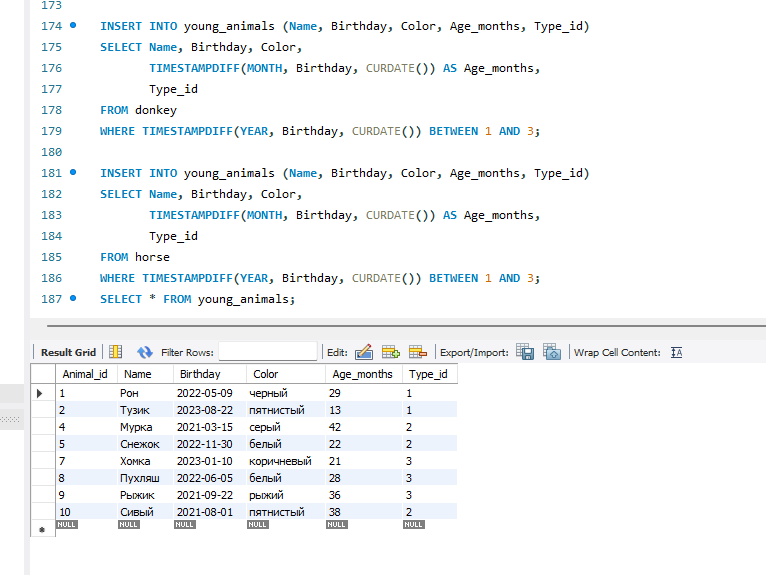 173
174 INSERT INTO young_animals (Name, Birthday, Color, Age_months, Type_id)
175 SELECT Name, Birthday, Color,
176 TIMESTAMPDIFF(MONTH, Birthday, CURDATE()) AS Age_months,
177 Type_id
178 FROM donkey
179 WHERE TIMESTAMPDIFF(YEAR, Birthday, CURDATE()) BETWEEN 1 AND 3;
180
181 INSERT INTO young_animals (Name, Birthday, Color, Age_months, Type_id)
182 SELECT Name, Birthday, Color,
183 TIMESTAMPDIFF(MONTH, Birthday, CURDATE()) AS Age_months,
184 Type_id
185 FROM horse
186 WHERE TIMESTAMPDIFF(YEAR, Birthday, CURDATE()) BETWEEN 1 AND 3;
187 SELECT * FROM young_animals;
Result Grid Filter Rows: Edit: Export/Import: Wrap Cell Content: IA
Animal_id Name Birthday Color Age_months Type_id
1 Рон 2022-05-09 черный 29 1
2 Тузик 2023-08-22 пятнистый 13 1
4 Мурка 2021-03-15 серый 42 2
5 Снежок 2022-11-30 белый 22 2
7 Хомка 2023-01-10 коричневый 21 3
8 Пухляш 2022-06-05 белый 28 3
9 Рыжик 2021-09-22 рыжий 36 3
10 Сивый 2021-08-01 пятнистый 38 2
NULL NULL NULL NULL NULL NULL